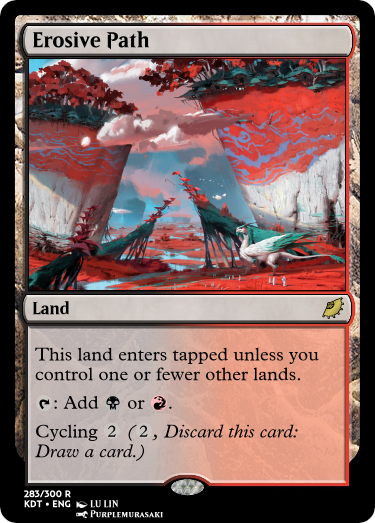 Erosive Path
Land
This land enters tapped unless you
control one or fewer other lands.
: Add or .
Cycling 2 ( 2 , Discard this card:
Draw a card.)
283/300 R
KDT • ENG LU LIN
PURPLEMURASAKI